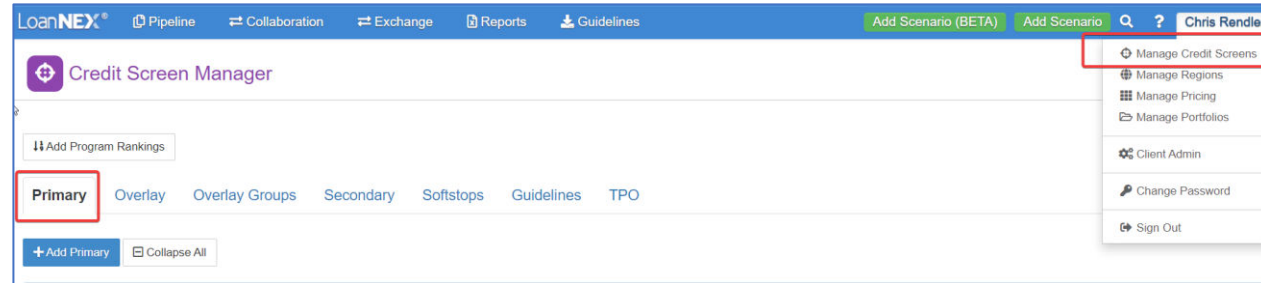 LoanNEX® Pipeline Collaboration Exchange Reports Guidelines Add Scenario (BETA) Add Scenario ? Chris Rendle
Manage Credit Screens
Manage Regions
Manage Pricing
Manage Portfolios
Client Admin
Change Password
Sign Out
Credit Screen Manager
Add Program Rankings
Primary Overlay Overlay Groups Secondary Softstops Guidelines TPO
+Add Primary Collapse All